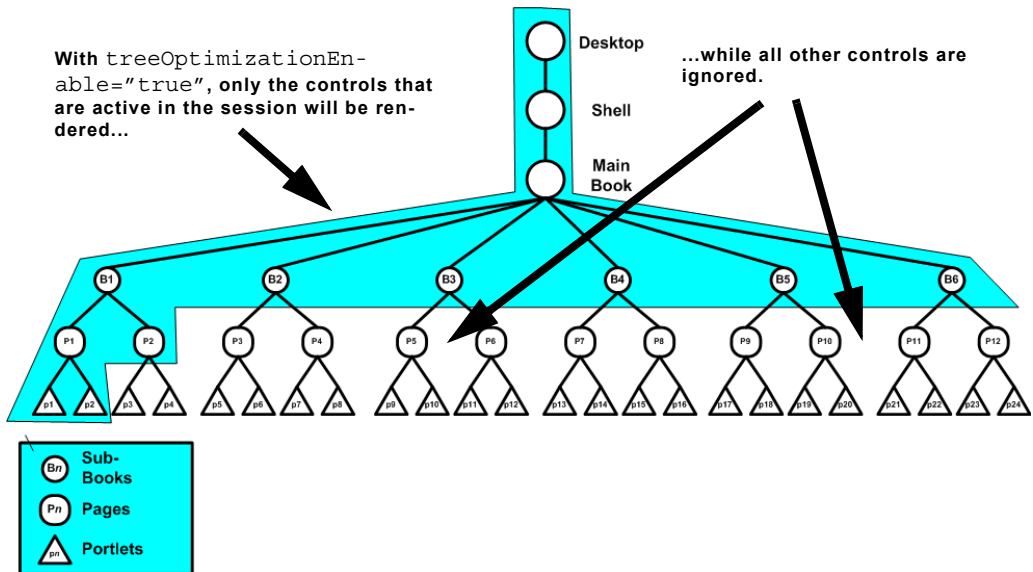 Desktop
With treeOptimizationEn-
able="true", only the controls that
are active in the session will be ren-
dered...
...while all other controls are
ignored.
Shell
Main
Book
B1 B2 B3 B4 B5 B6
P1 P2 P3 P4 P5 P6 P7 P8 P9 P10 P11 P12
p1 p2 p3 p4 p5 p6 p7 p8 p9 p10 p11 p12 p13 p14 p15 p16 p17 p18 p19 p20 p21 p22 p23 p24
Bn Sub-
Books
Pn Pages
pn Portlets